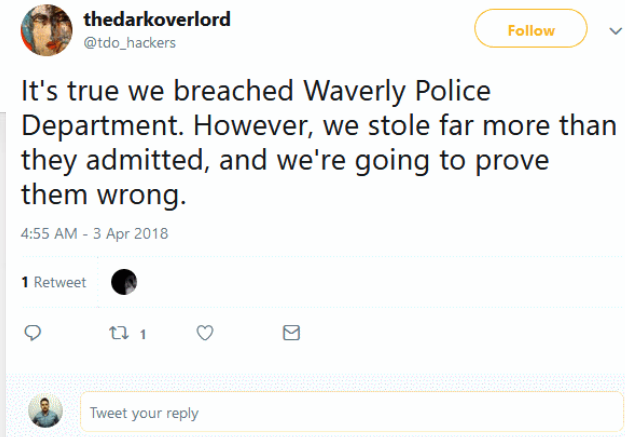 thedarkoverlord
@tdo_hackers
Follow
It's true we breached Waverly Police
Department. However, we stole far more than
they admitted, and we're going to prove
them wrong.
4:55 AM - 3 Apr 2018
1 Retweet
1
Tweet your reply